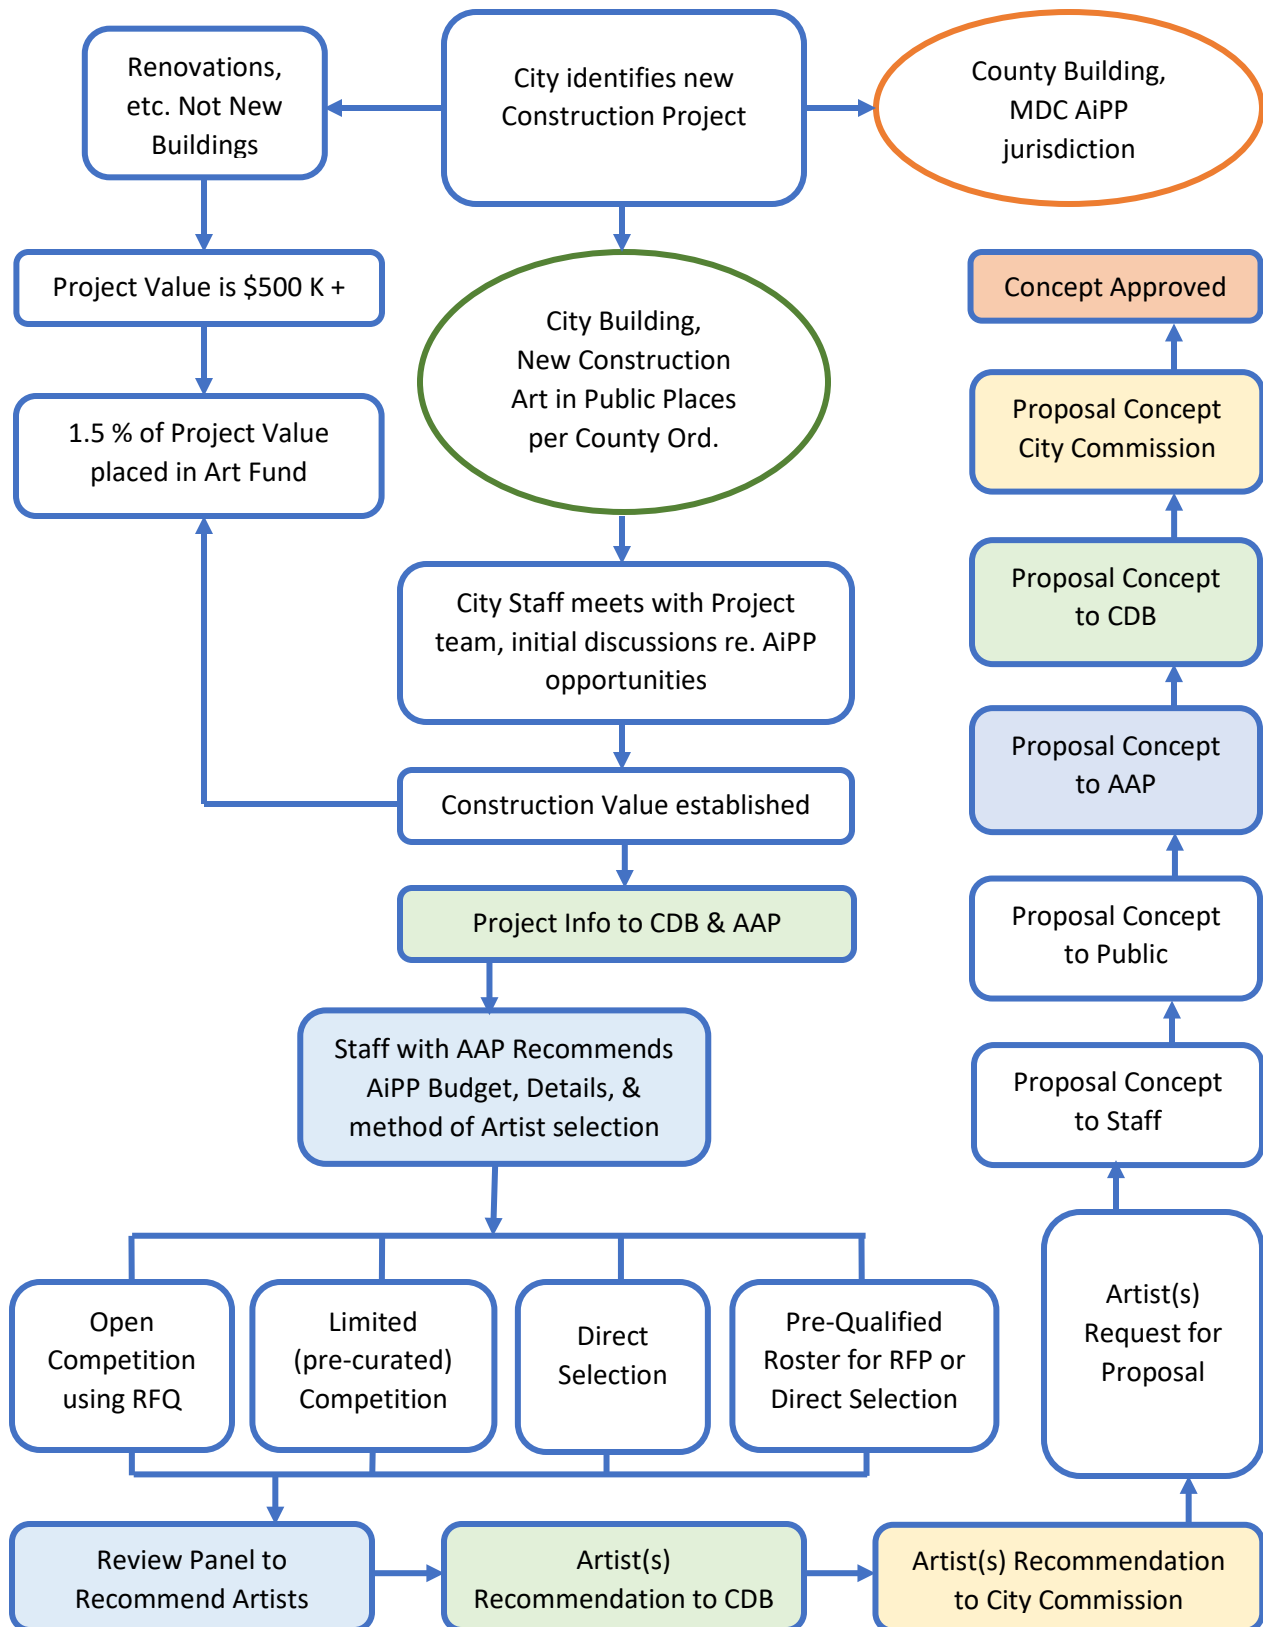 Renovations,
etc. Not New
Buildings
City identifies new
Construction Project
County Building,
MDC AiPP
jurisdiction
Project Value is $500 K +
1.5 % of Project Value
placed in Art Fund
City Building,
New Construction
Art in Public Places
per County Ord.
City Staff meets with Project
team, initial discussions re. AiPP
opportunities
Construction Value established
Project Info to CDB & AAP
Staff with AAP Recommends
AiPP Budget, Details, &
method of Artist selection
Open
Competition
using RFQ
Limited
(pre-curated)
Competition
Direct
Selection
Pre-Qualified
Roster for RFP or
Direct Selection
Review Panel to
Recommend Artists
Artist(s)
Recommendation to CDB
Artist(s) Recommendation
to City Commission
Artist(s)
Request for
Proposal
Proposal Concept
to Staff
Proposal Concept
to Public
Proposal Concept
to AAP
Proposal Concept
to CDB
Proposal Concept
City Commission
Concept Approved